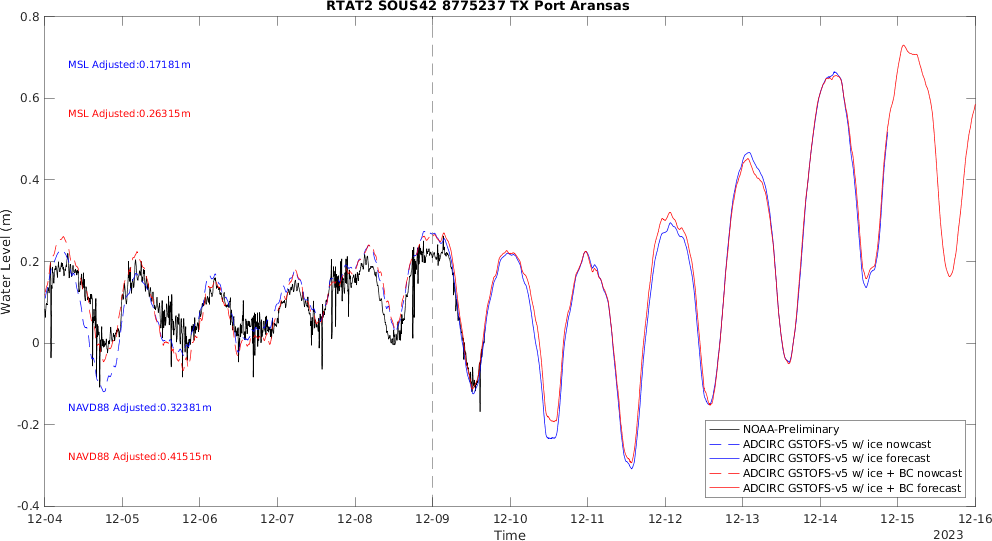 RTAT2 SOUS42 8775237 TX Port Aransas
0.8
0.6
0.4
0.2
0
-0.2
-0.4
Water Level (m)
MSL Adjusted:0.17181m
MSL Adjusted:0.26315m
NAVD88 Adjusted:0.32381m
NAVD88 Adjusted:0.41515m
NOAA-Preliminary
ADCIRC GSTOFS-v5 w/ ice nowcast
ADCIRC GSTOFS-v5 w/ ice forecast
ADCIRC GSTOFS-v5 w/ ice + BC nowcast
ADCIRC GSTOFS-v5 w/ ice + BC forecast
12-04 12-05 12-06 12-07 12-08 12-09 12-10 12-11 12-12 12-13 12-14 12-15 12-16
Time
2023